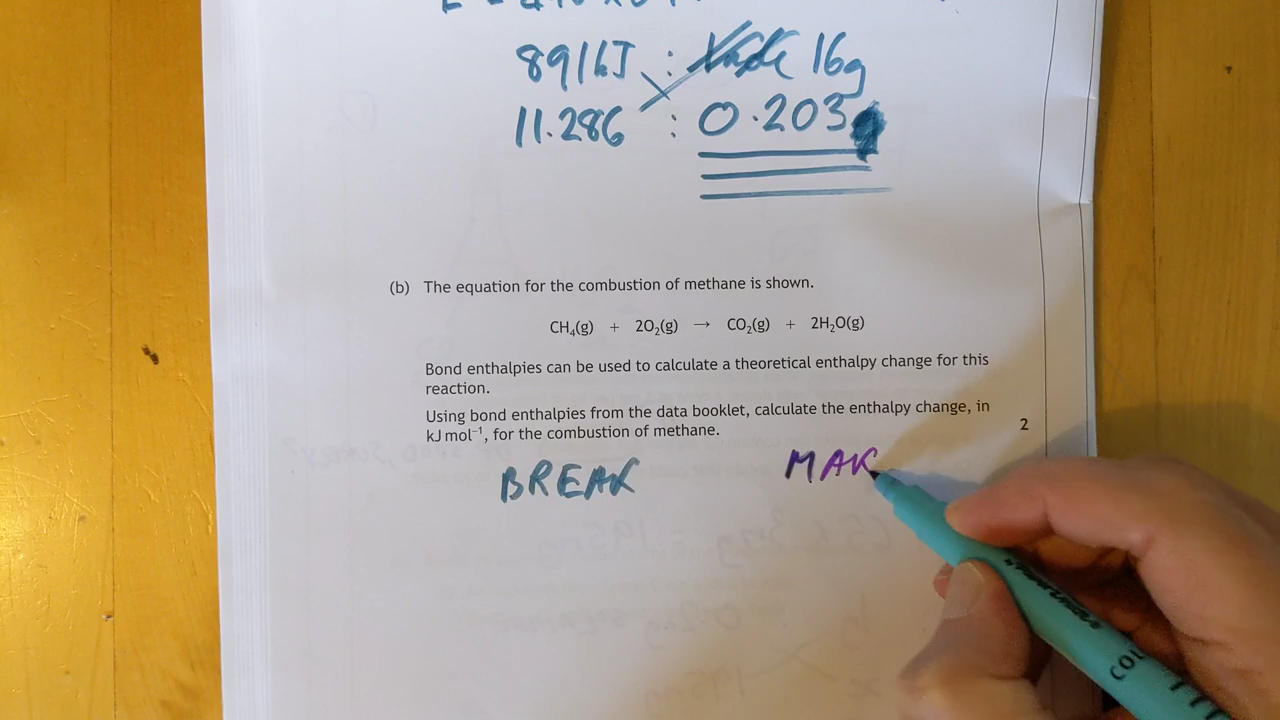 891kJ : 16g
11.286 : 0.203
(b) The equation for the combustion of methane is shown.
CH₄(g) + 2O₂(g) → CO₂(g) + 2H₂O(g)
Bond enthalpies can be used to calculate a theoretical enthalpy change for this
reaction.
Using bond enthalpies from the data booklet, calculate the enthalpy change, in
kJ mol⁻¹, for the combustion of methane.
2
BREAK MAK
COL